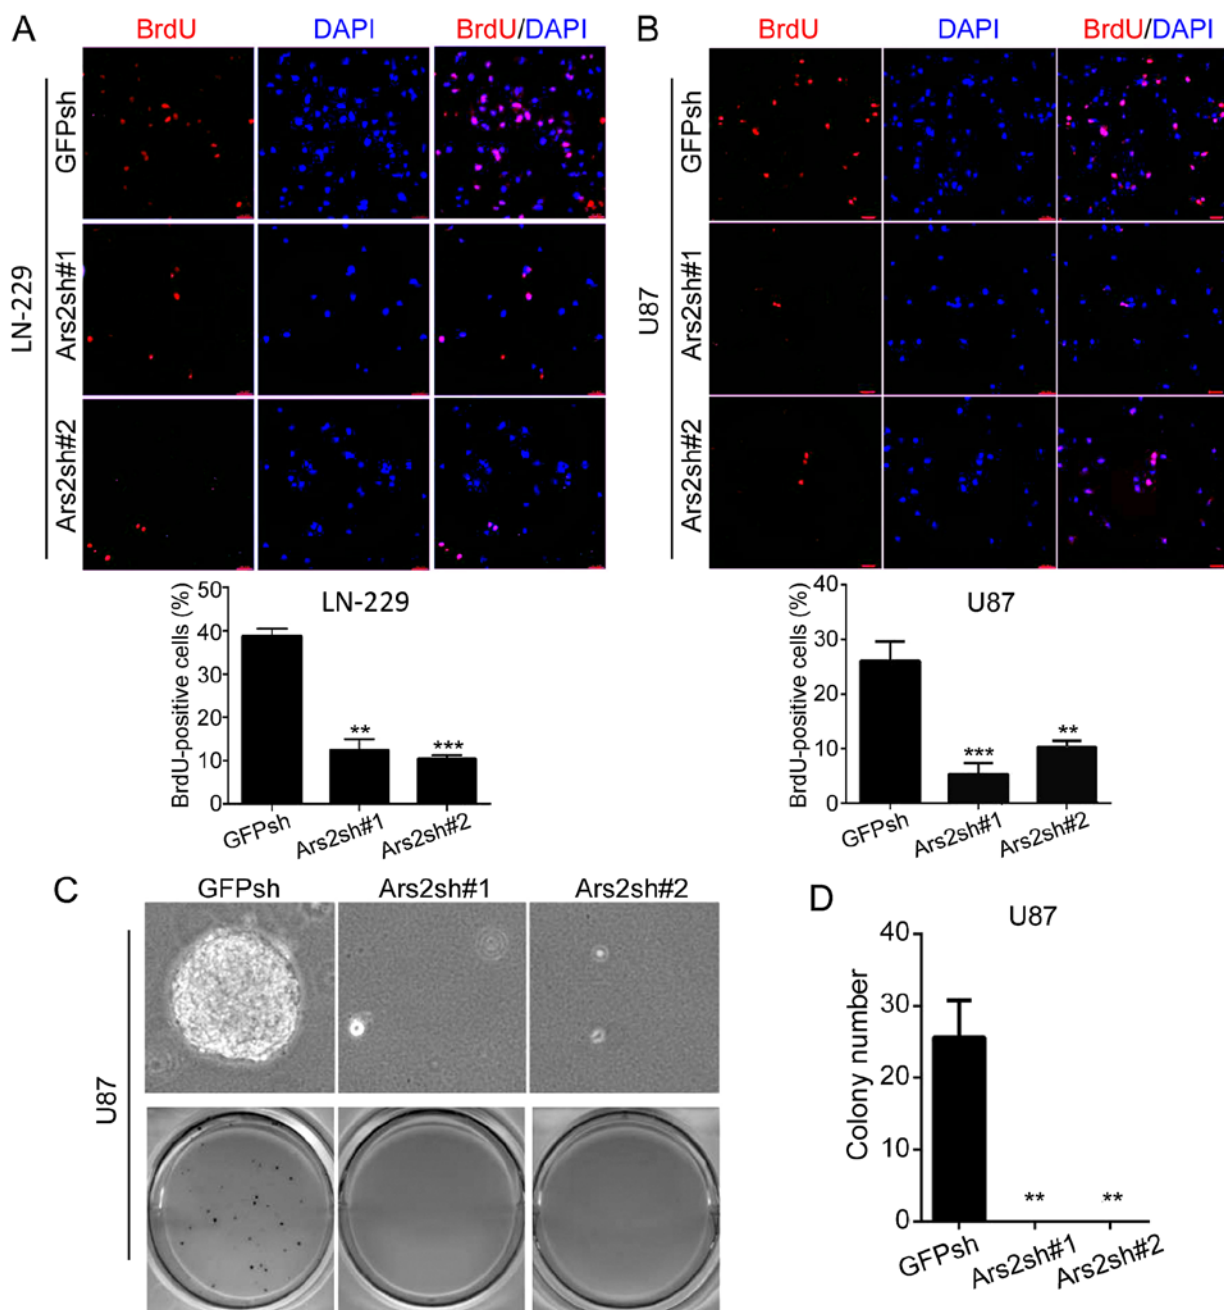 A
BrdU DAPI BrdU/DAPI
LN-229
GFPsh
Ars2sh#1
Ars2sh#2
BrdU-positive cells (%)
50
40
30
20
10
0
LN-229
**
***
GFPsh Ars2sh#1 Ars2sh#2
B
BrdU DAPI BrdU/DAPI
U87
GFPsh
Ars2sh#1
Ars2sh#2
BrdU-positive cells (%)
40
30
20
10
0
U87
***
**
GFPsh Ars2sh#1 Ars2sh#2
C
GFPsh Ars2sh#1 Ars2sh#2
U87
D
U87
Colony number
40
30
20
10
0
** **
GFPsh Ars2sh#1 Ars2sh#2